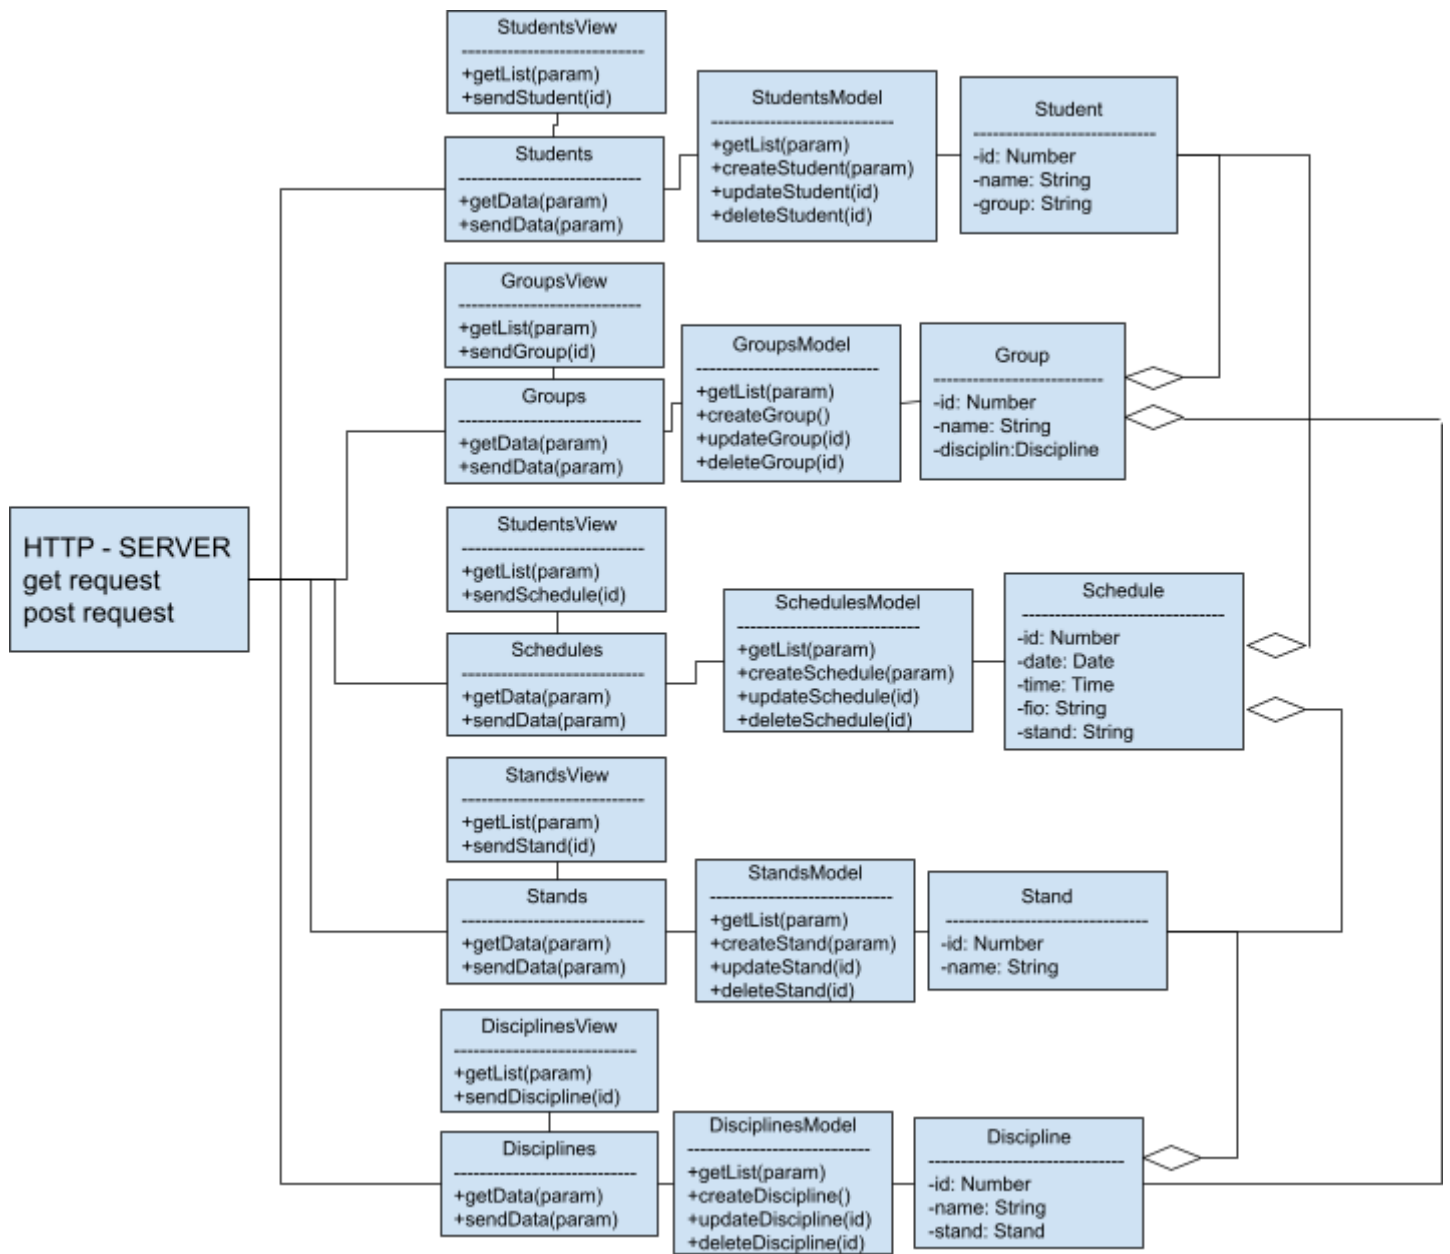 StudentsView
----------------------------
+getList(param)
+sendStudent(id)
Students
----------------------------
+getData(param)
+sendData(param)
StudentsModel
----------------------------
+getList(param)
+createStudent(param)
+updateStudent(id)
+deleteStudent(id)
Student
----------------------------
-id: Number
-name: String
-group: String
GroupsView
----------------------------
+getList(param)
+sendGroup(id)
Groups
----------------------------
+getData(param)
+sendData(param)
GroupsModel
----------------------------
+getList(param)
+createGroup()
+updateGroup(id)
+deleteGroup(id)
Group
--------------------------
-id: Number
-name: String
-disciplin:Discipline
HTTP - SERVER
get request
post request
StudentsView
----------------------------
+getList(param)
+sendSchedule(id)
Schedules
----------------------------
+getData(param)
+sendData(param)
SchedulesModel
----------------------------
+getList(param)
+createSchedule(param)
+updateSchedule(id)
+deleteSchedule(id)
Schedule
-------------------------------
-id: Number
-date: Date
-time: Time
-fio: String
-stand: String
StandsView
----------------------------
+getList(param)
+sendStand(id)
Stands
----------------------------
+getData(param)
+sendData(param)
StandsModel
----------------------------
+getList(param)
+createStand(param)
+updateStand(id)
+deleteStand(id)
Stand
-------------------------------
-id: Number
-name: String
DisciplinesView
----------------------------
+getList(param)
+sendDiscipline(id)
Disciplines
----------------------------
+getData(param)
+sendData(param)
DisciplinesModel
----------------------------
+getList(param)
+createDiscipline()
+updateDiscipline(id)
+deleteDiscipline(id)
Discipline
------------------------------
-id: Number
-name: String
-stand: Stand